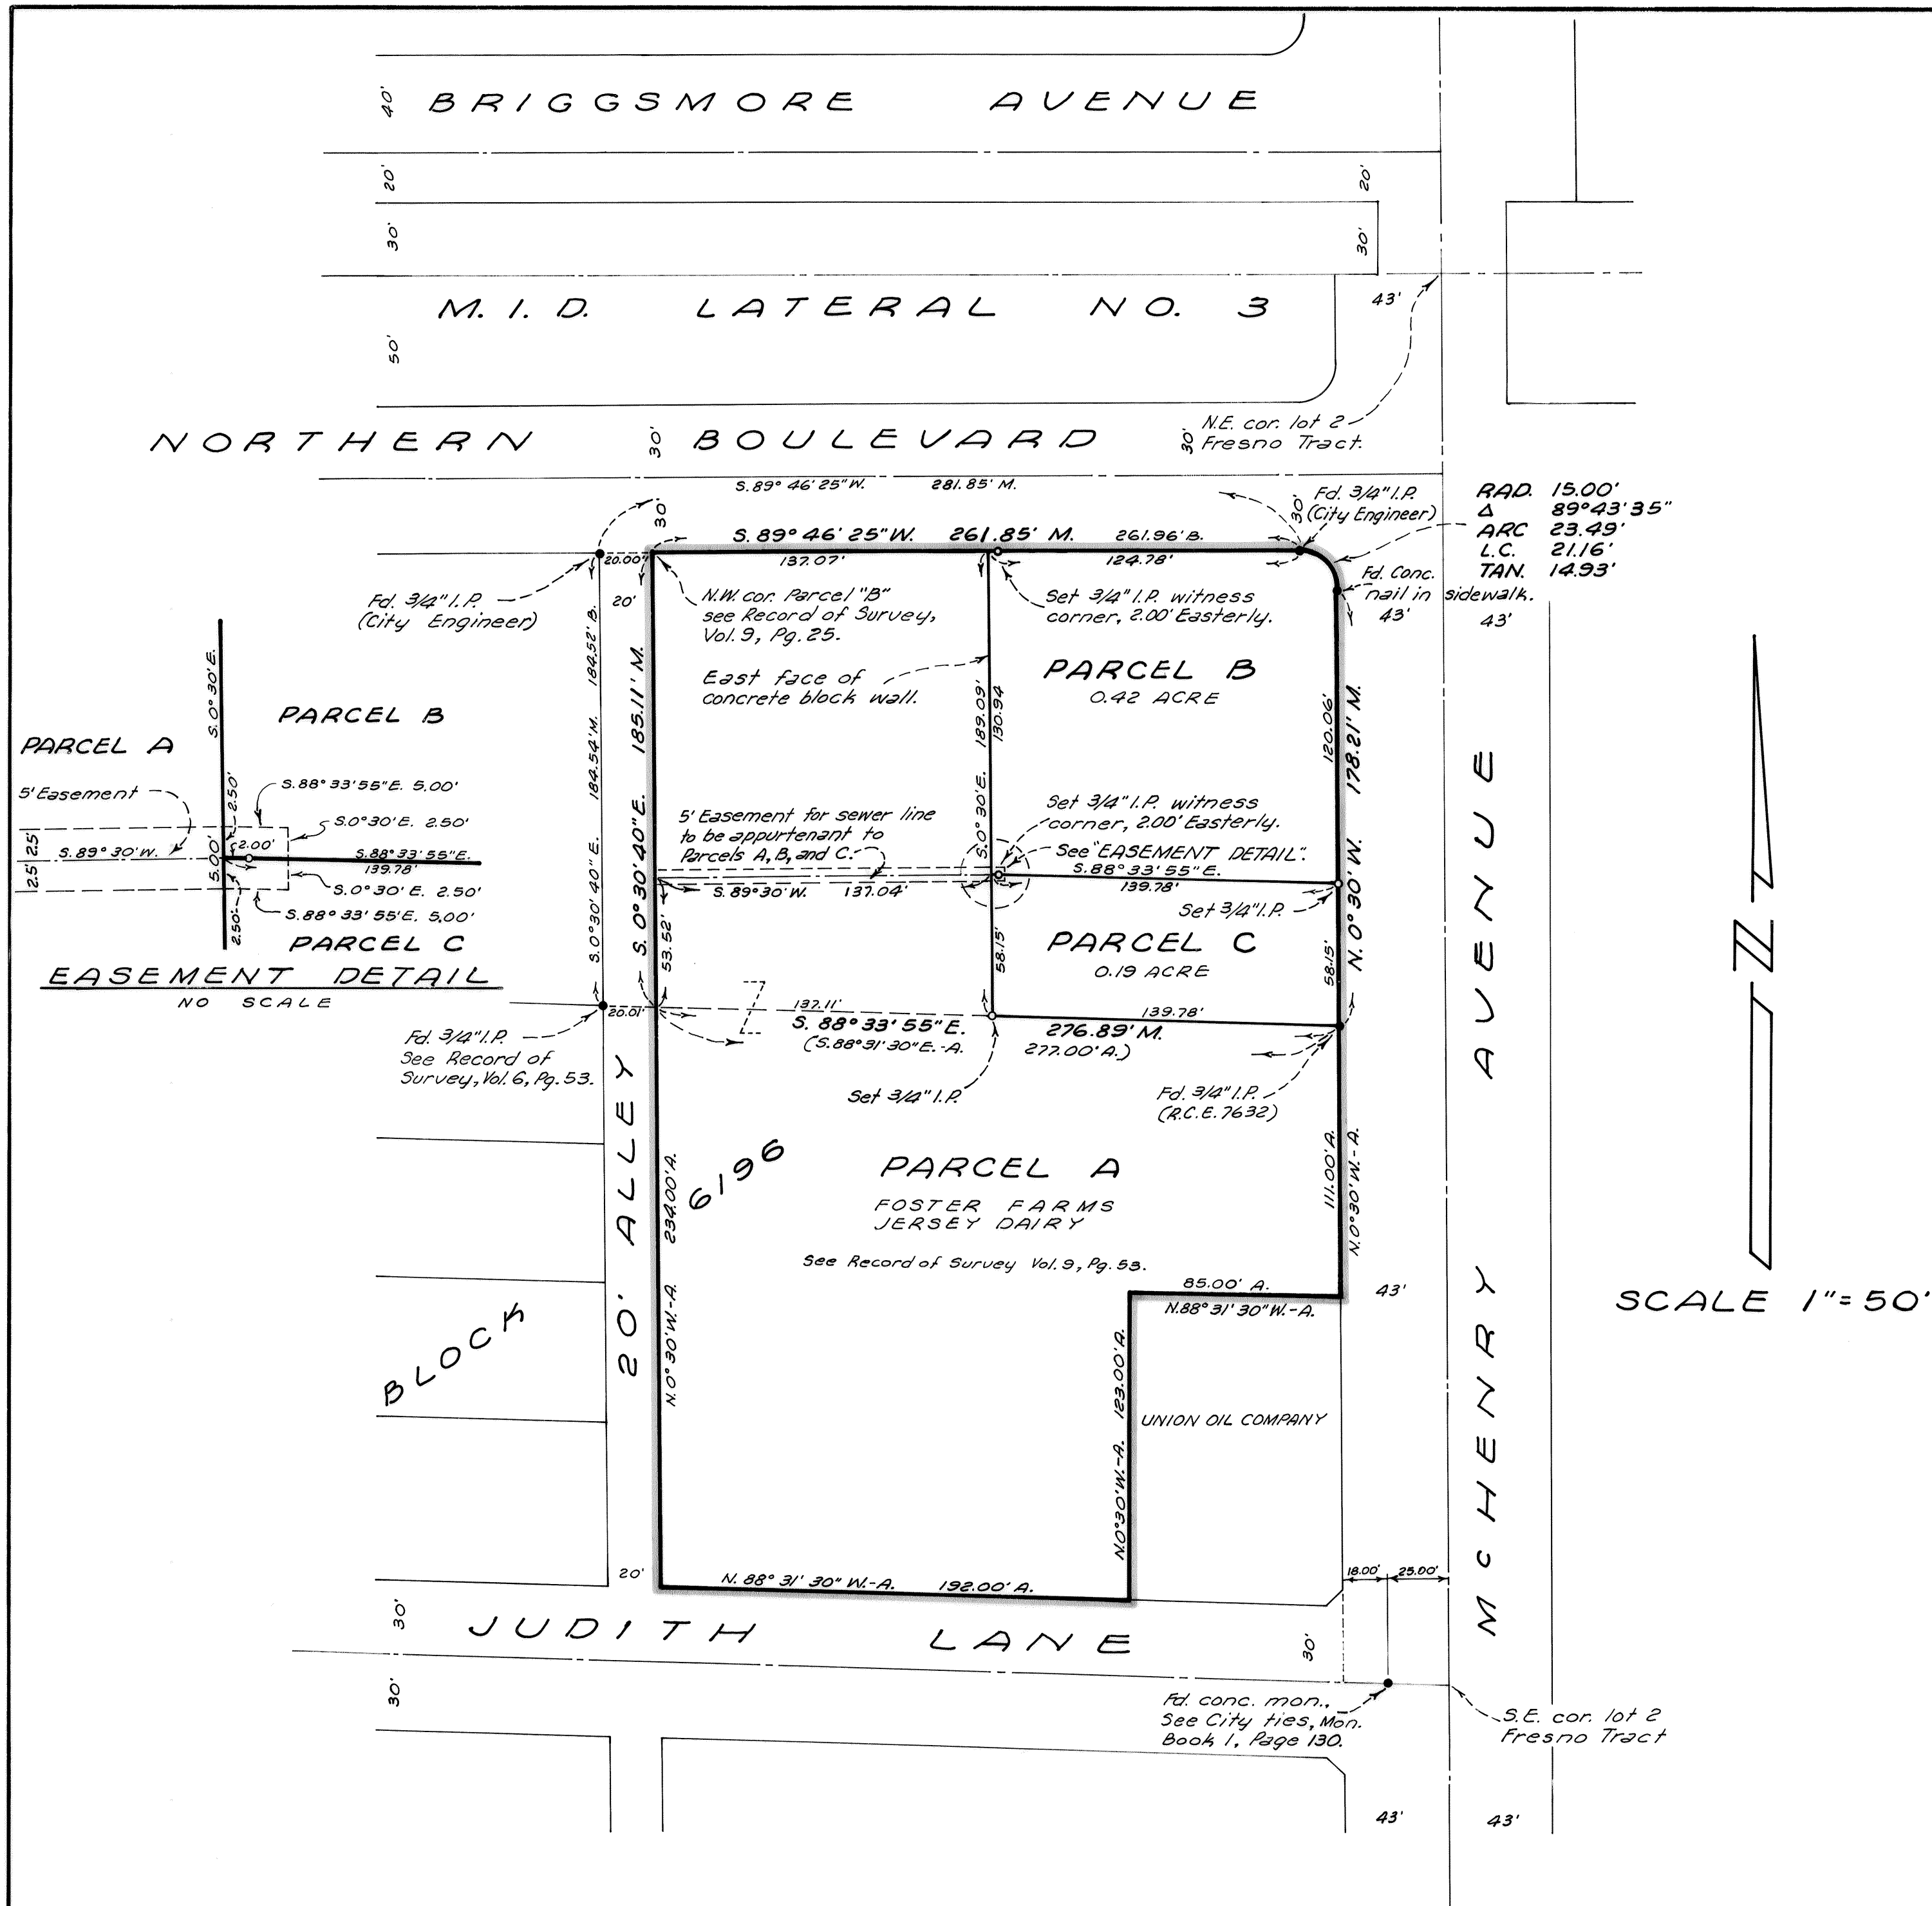 40'
BRIGGSMORE AVENUE
20'
20'
30'
30'
M. I. D. LATERAL NO. 3
43'
50'
N.E. cor. lot 2
Fresno Tract.
NORTHERN BOULEVARD
30'
30'
S. 89° 46' 25" W. 281.85' M.
RAD. 15.00'
Δ 89° 43' 35"
ARC 23.49'
L.C. 21.16'
TAN. 14.93'
Fd. 3/4" I.P.
(City Engineer)
30'
30'
S. 89° 46' 25" W. 261.85' M. 261.96' B.
20.00'
137.07'
124.78'
Fd. Conc.
nail in sidewalk.
43'
43'
Fd. 3/4" I.P.
(City Engineer)
20'
N.W. cor. Parcel "B"
see Record of Survey,
Vol. 9, Pg. 25.
Set 3/4" I.P. witness
corner, 2.00' Easterly.
East face of
concrete block wall.
PARCEL B
0.42 ACRE
S. 0° 30' 40" E. 184.54' M. 184.52' B.
S. 0° 30' 40" E. 185.11' M.
S. 0° 30' E. 189.09'
130.94
120.06'
N. 0° 30' W. 178.21' M.
5' Easement for sewer line
to be appurtenant to
Parcels A, B, and C.
Set 3/4" I.P. witness
corner, 2.00' Easterly.
See "EASEMENT DETAIL".
S. 88° 33' 55" E.
139.78'
S. 89° 30' W. 137.04'
Set 3/4" I.P.
53.52'
58.15'
58.15'
PARCEL C
0.19 ACRE
S. 0° 30' E.
PARCEL B
PARCEL A
5' Easement
2.50'
S. 88° 33' 55" E. 5.00'
S. 0° 30' E. 2.50'
2.5' 2.5'
S. 89° 30' W.
5.00'
2.00'
S. 88° 33' 55" E.
139.78'
S. 0° 30' E. 2.50'
S. 88° 33' 55' E. 5.00'
2.50'
PARCEL C
EASEMENT DETAIL
NO SCALE
20.01'
137.11'
139.78'
S. 88° 33' 55" E. 276.89' M.
(S. 88° 31' 30" E.-A. 277.00' A.)
Fd. 3/4" I.P.
See Record of
Survey, Vol. 6, Pg. 53.
Set 3/4" I.P.
Fd. 3/4" I.P.
(R.C.E. 7632)
20' ALLEY
BLOCK 6196
N. 0° 30' W.-A. 234.00' A.
PARCEL A
FOSTER FARMS
JERSEY DAIRY
See Record of Survey Vol. 9, Pg. 53.
111.00' A.
N. 0° 30' W.-A.
85.00' A.
N. 88° 31' 30" W.-A.
43'
N. 0° 30' W.-A. 123.00' A.
UNION OIL COMPANY
MCHENRY AVENUE
N
SCALE 1"= 50'
20'
N. 88° 31' 30" W.-A. 192.00' A.
18.00' 25.00'
30'
JUDITH LANE
30'
30'
Fd. conc. mon.,
See City ties, Mon.
Book 1, Page 130.
S.E. cor. lot 2
Fresno Tract
43'
43'